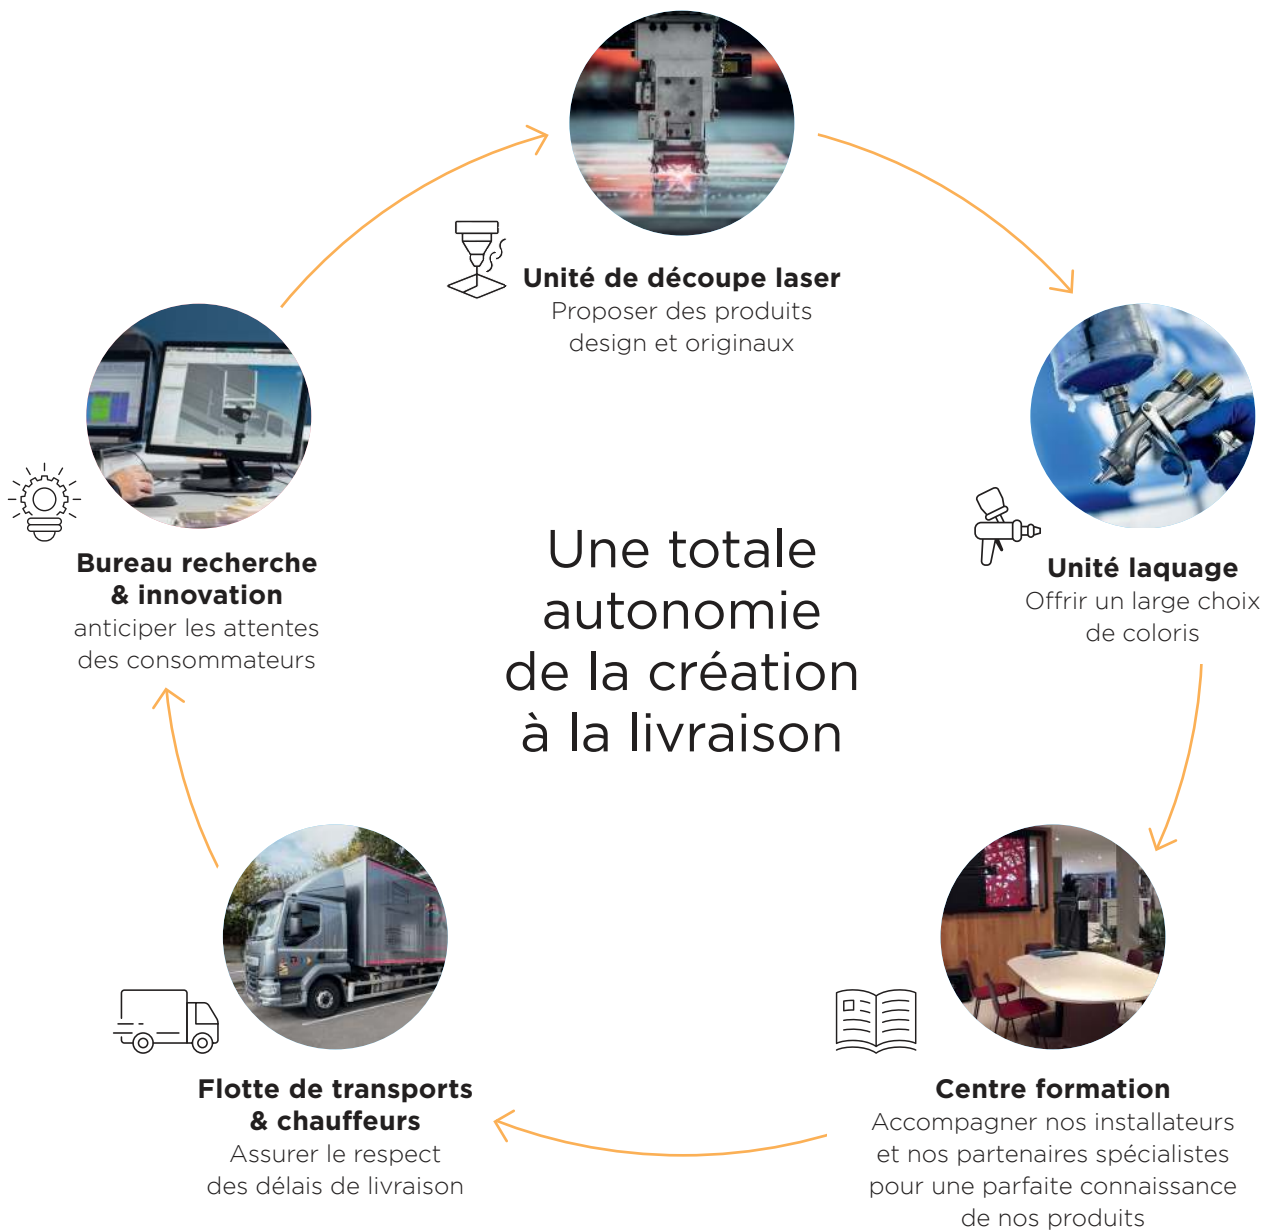 Unité de découpe laser
Proposer des produits
design et originaux
Bureau recherche
& innovation
anticiper les attentes
des consommateurs
Une totale
autonomie
de la création
à la livraison
Unité laquage
Offrir un large choix
de coloris
Flotte de transports
& chauffeurs
Assurer le respect
des délais de livraison
Centre formation
Accompagner nos installateurs
et nos partenaires spécialistes
pour une parfaite connaissance
de nos produits